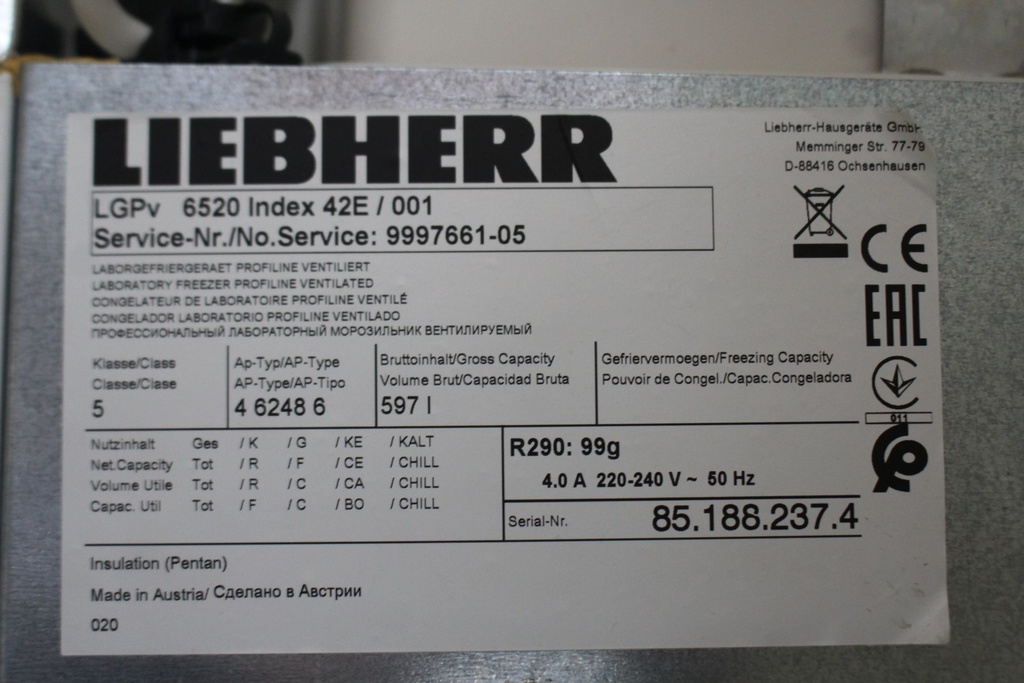 LIEBHERR
Liebherr-Hausgeräte GmbH.
Memminger Str. 77-79
D-88416 Ochsenhausen
LGPv 6520 Index 42E / 001
Service-Nr./No.Service: 9997661-05
CE
EAC
LABORGEFRIERGERAET PROFILINE VENTILIERT
LABORATORY FREEZER PROFILINE VENTILATED
CONGELATEUR DE LABORATOIRE PROFILINE VENTILÉ
CONGELADOR LABORATORIO PROFILINE VENTILADO
ПРОФЕССИОНАЛЬНЫЙ ЛАБОРАТОРНЫЙ МОРОЗИЛЬНИК ВЕНТИЛИРУЕМЫЙ
Klasse/Class
Classe/Clase
5
Ap-Typ/AP-Type
AP-Type/AP-Tipo
4 6248 6
Bruttoinhalt/Gross Capacity
Volume Brut/Capacidad Bruta
597 l
Gefriervermoegen/Freezing Capacity
Pouvoir de Congel./Capac.Congeladora
011
Nutzinhalt Ges / K / G / KE / KALT
Net.Capacity Tot / R / F / CE / CHILL
Volume Utile Tot / R / C / CA / CHILL
Capac. Util Tot / F / C / BO / CHILL
R290: 99g
4.0 A 220-240 V ~ 50 Hz
Serial-Nr. 85.188.237.4
Insulation (Pentan)
Made in Austria/ Сделано в Австрии
020